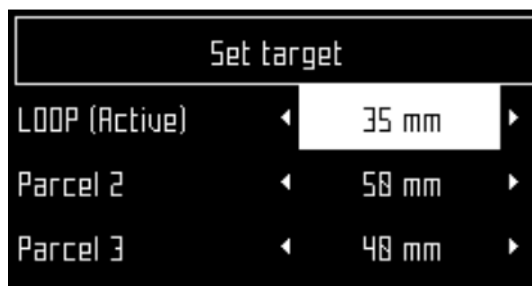 Set target
LOOP (Active) 35 mm
Parcel 2 50 mm
Parcel 3 40 mm